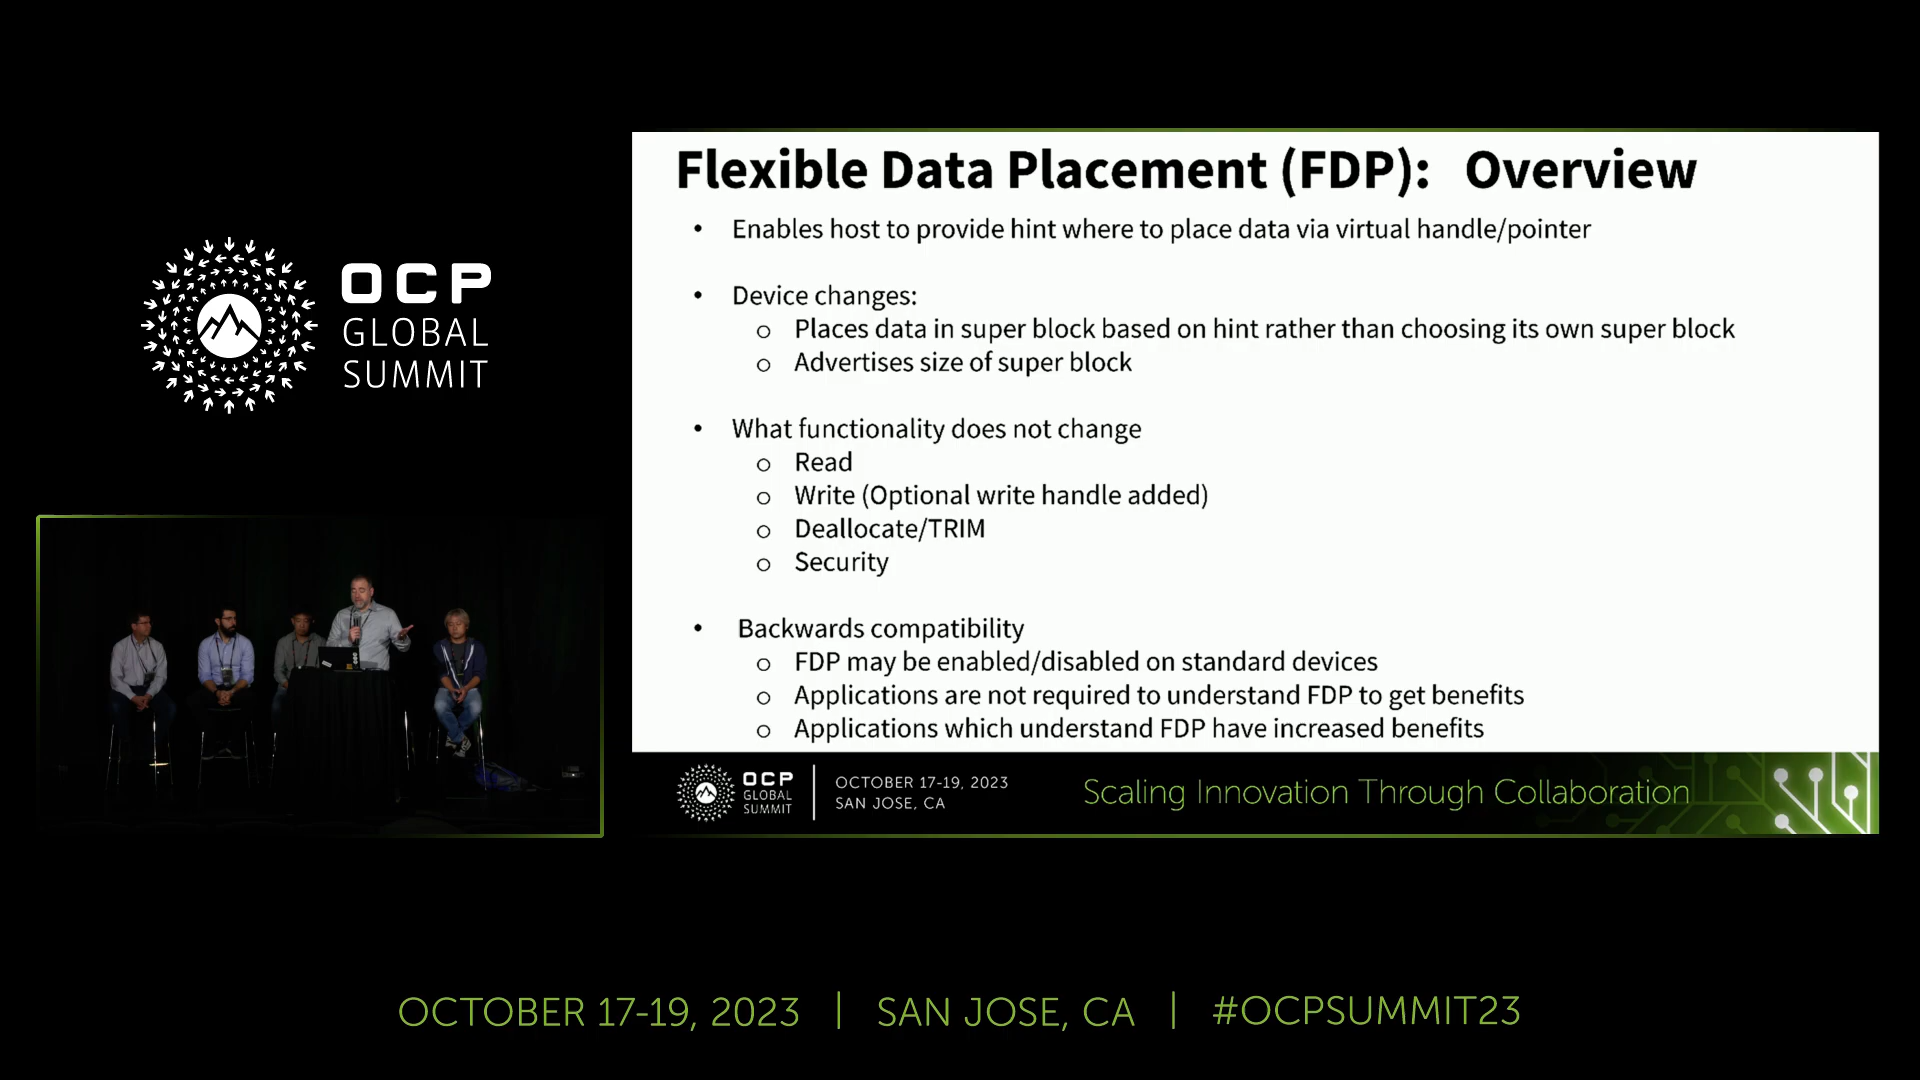 OCP
GLOBAL
SUMMIT
Flexible Data Placement (FDP): Overview
• Enables host to provide hint where to place data via virtual handle/pointer
• Device changes:
o Places data in super block based on hint rather than choosing its own super block
o Advertises size of super block
• What functionality does not change
o Read
o Write (Optional write handle added)
o Deallocate/TRIM
o Security
• Backwards compatibility
o FDP may be enabled/disabled on standard devices
o Applications are not required to understand FDP to get benefits
o Applications which understand FDP have increased benefits
OCP
GLOBAL
SUMMIT
OCTOBER 17-19, 2023
SAN JOSE, CA
Scaling Innovation Through Collaboration
OCTOBER 17-19, 2023 | SAN JOSE, CA | #OCPSUMMIT23